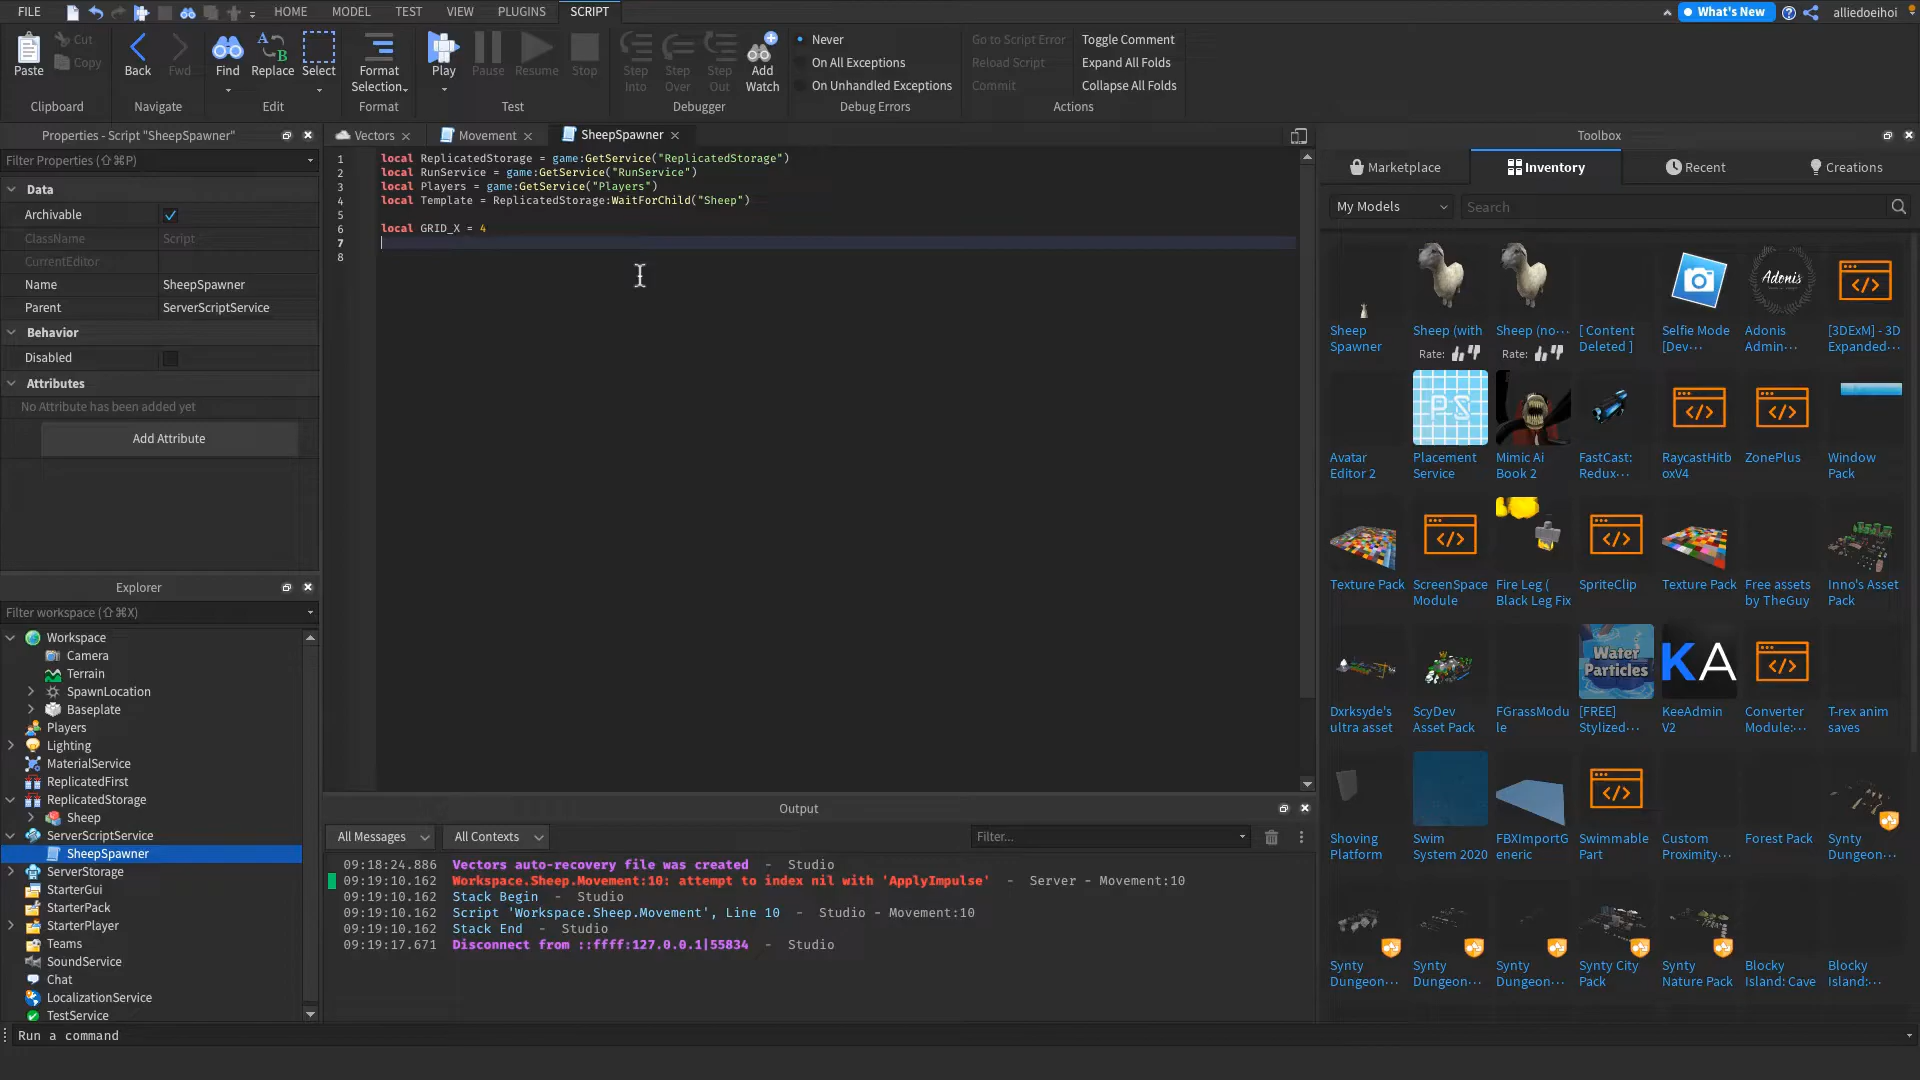 FILE
HOME
MODEL
TEST
VIEW
PLUGINS
SCRIPT
What's New
alliedoeihoi
Paste
Cut
Copy
Clipboard
Back
Fwd
Navigate
Find
Replace
Select
Edit
Format
Selection
Format
Play
Pause
Resume
Stop
Test
Step
Into
Step
Over
Step
Out
Add
Watch
Debugger
Never
On All Exceptions
On Unhandled Exceptions
Debug Errors
Go to Script Error
Reload Script
Commit
Toggle Comment
Expand All Folds
Collapse All Folds
Actions
Properties - Script "SheepSpawner"
Filter Properties (⇧⌘P)
Data
Archivable
ClassName Script
CurrentEditor
Name SheepSpawner
Parent ServerScriptService
Behavior
Disabled
Attributes
No Attribute has been added yet
Add Attribute
Explorer
Filter workspace (⇧⌘X)
Workspace
Camera
Terrain
SpawnLocation
Baseplate
Players
Lighting
MaterialService
ReplicatedFirst
ReplicatedStorage
Sheep
ServerScriptService
SheepSpawner
ServerStorage
StarterGui
StarterPack
StarterPlayer
Teams
SoundService
Chat
LocalizationService
TestService
Run a command
Vectors
Movement
SheepSpawner
1 local ReplicatedStorage = game:GetService("ReplicatedStorage")
2 local RunService = game:GetService("RunService")
3 local Players = game:GetService("Players")
4 local Template = ReplicatedStorage:WaitForChild("Sheep")
5
6 local GRID_X = 4
7
8
Output
All Messages
All Contexts
Filter...
09:18:24.886 Vectors auto-recovery file was created - Studio
09:19:10.162 Workspace.Sheep.Movement:10: attempt to index nil with 'ApplyImpulse' - Server - Movement:10
09:19:10.162 Stack Begin - Studio
09:19:10.162 Script 'Workspace.Sheep.Movement', Line 10 - Studio - Movement:10
09:19:10.162 Stack End - Studio
09:19:17.671 Disconnect from ::ffff:127.0.0.1|55834 - Studio
Toolbox
Marketplace
Inventory
Recent
Creations
My Models
Search
Sheep
Spawner
Sheep (with
Rate:
Sheep (no···
Rate:
[ Content
Deleted ]
Selfie Mode
[Dev···
Adonis
Adonis
Admin···
[3DExM] - 3D
Expanded···
Avatar
Editor 2
PS
Placement
Service
Mimic Ai
Book 2
FastCast:
Redux···
RaycastHitb
oxV4
ZonePlus
Window
Pack
Texture Pack
ScreenSpace
Module
Fire Leg (
Black Leg Fix
SpriteClip
Texture Pack
Free assets
by TheGuy
Inno's Asset
Pack
Dxrksyde's
ultra asset
ScyDev
Asset Pack
FGrassModu
le
Water
Particles
[FREE]
Stylized···
KA
KeeAdmin
V2
Converter
Module:···
T-rex anim
saves
Shoving
Platform
Swim
System 2020
FBXImportG
eneric
Swimmable
Part
Custom
Proximity···
Forest Pack
Synty
Dungeon···
Synty
Dungeon···
Synty
Dungeon···
Synty
Dungeon···
Synty City
Pack
Synty
Nature Pack
Blocky
Island: Cave
Blocky
Island:···